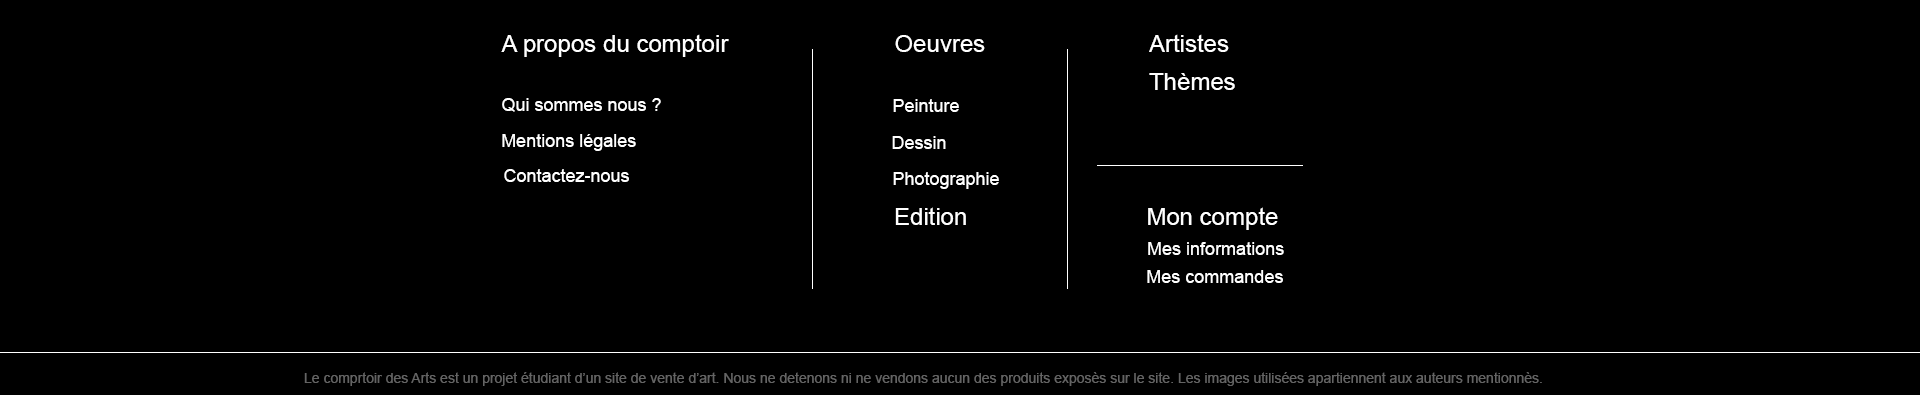 A propos du comptoir
Qui sommes nous ?
Mentions légales
Contactez-nous
Oeuvres
Peinture
Dessin
Photographie
Edition
Artistes
Thèmes
Mon compte
Mes informations
Mes commandes
Le comprtoir des Arts est un projet étudiant d'un site de vente d'art. Nous ne detenons ni ne vendons aucun des produits exposès sur le site. Les images utilisées apartiennent aux auteurs mentionnès.